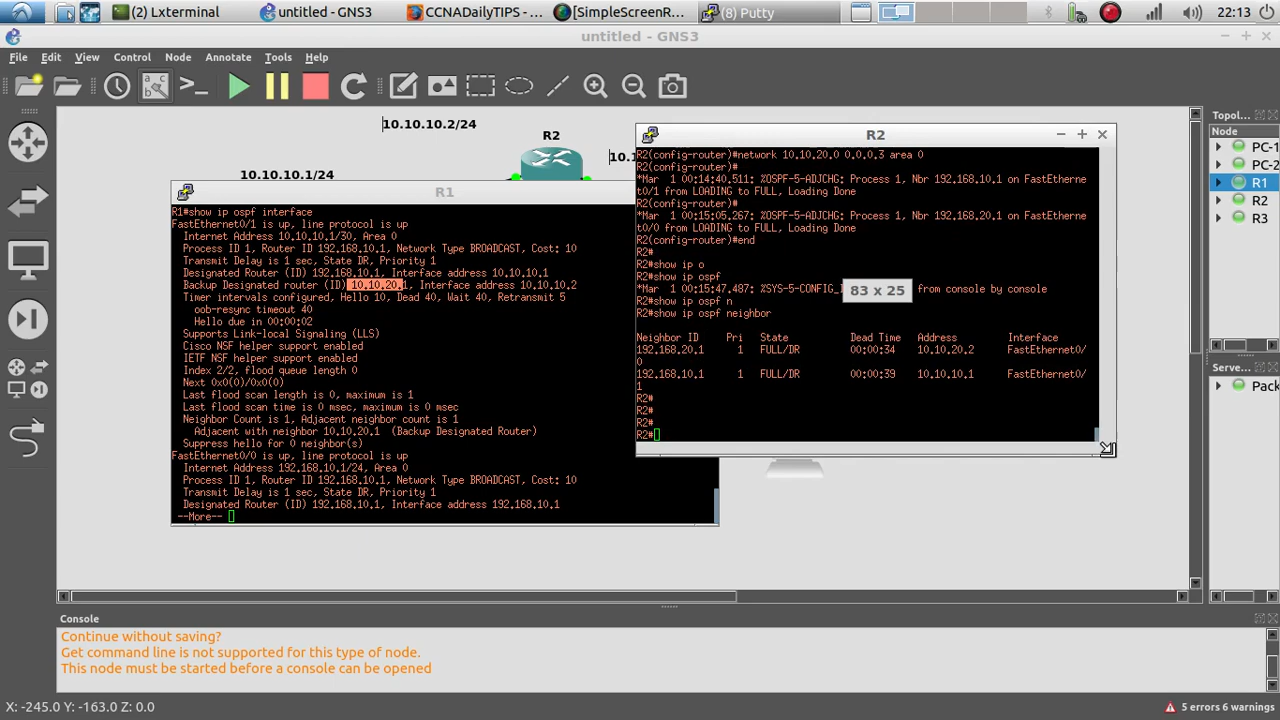 (2) Lxterminal
untitled - GNS3
CCNADailyTIPS - ...
[SimpleScreenR...
(8) Putty
22:13
untitled - GNS3
File Edit View Control Node Annotate Tools Help
10.10.10.2/24
R2
10.1
10.10.10.1/24
R1
R1#show ip ospf interface
FastEthernet0/1 is up, line protocol is up
Internet Address 10.10.10.1/30, Area 0
Process ID 1, Router ID 192.168.10.1, Network Type BROADCAST, Cost: 10
Transmit Delay is 1 sec, State DR, Priority 1
Designated Router (ID) 192.168.10.1, Interface address 10.10.10.1
Backup Designated router (ID) 10.10.20.1, Interface address 10.10.10.2
Timer intervals configured, Hello 10, Dead 40, Wait 40, Retransmit 5
oob-resync timeout 40
Hello due in 00:00:02
Supports Link-local Signaling (LLS)
Cisco NSF helper support enabled
IETF NSF helper support enabled
Index 2/2, flood queue length 0
Next 0x0(0)/0x0(0)
Last flood scan length is 0, maximum is 1
Last flood scan time is 0 msec, maximum is 0 msec
Neighbor Count is 1, Adjacent neighbor count is 1
Adjacent with neighbor 10.10.20.1 (Backup Designated Router)
Suppress hello for 0 neighbor(s)
FastEthernet0/0 is up, line protocol is up
Internet Address 192.168.10.1/24, Area 0
Process ID 1, Router ID 192.168.10.1, Network Type BROADCAST, Cost: 10
Transmit Delay is 1 sec, State DR, Priority 1
Designated Router (ID) 192.168.10.1, Interface address 192.168.10.1
--More--
R2
R2(config-router)#network 10.10.20.0 0.0.0.3 area 0
R2(config-router)#
*Mar 1 00:14:40.511: %OSPF-5-ADJCHG: Process 1, Nbr 192.168.10.1 on FastEtherne
t0/1 from LOADING to FULL, Loading Done
R2(config-router)#
*Mar 1 00:15:05.267: %OSPF-5-ADJCHG: Process 1, Nbr 192.168.20.1 on FastEtherne
t0/0 from LOADING to FULL, Loading Done
R2(config-router)#end
R2#
R2#show ip o
R2#show ip ospf
*Mar 1 00:15:47.487: %SYS-5-CONFIG_ from console by console
83 x 25
R2#show ip ospf n
R2#show ip ospf neighbor
Neighbor ID Pri State Dead Time Address Interface
192.168.20.1 1 FULL/DR 00:00:34 10.10.20.2 FastEthernet0/
0
192.168.10.1 1 FULL/DR 00:00:39 10.10.10.1 FastEthernet0/
1
R2#
R2#
R2#
R2#
Topol...
Node
PC-1
PC-2
R1
R2
R3
Serve...
Pack
Console
Continue without saving?
Get command line is not supported for this type of node.
This node must be started before a console can be opened
X: -245.0 Y: -163.0 Z: 0.0
5 errors 6 warnings